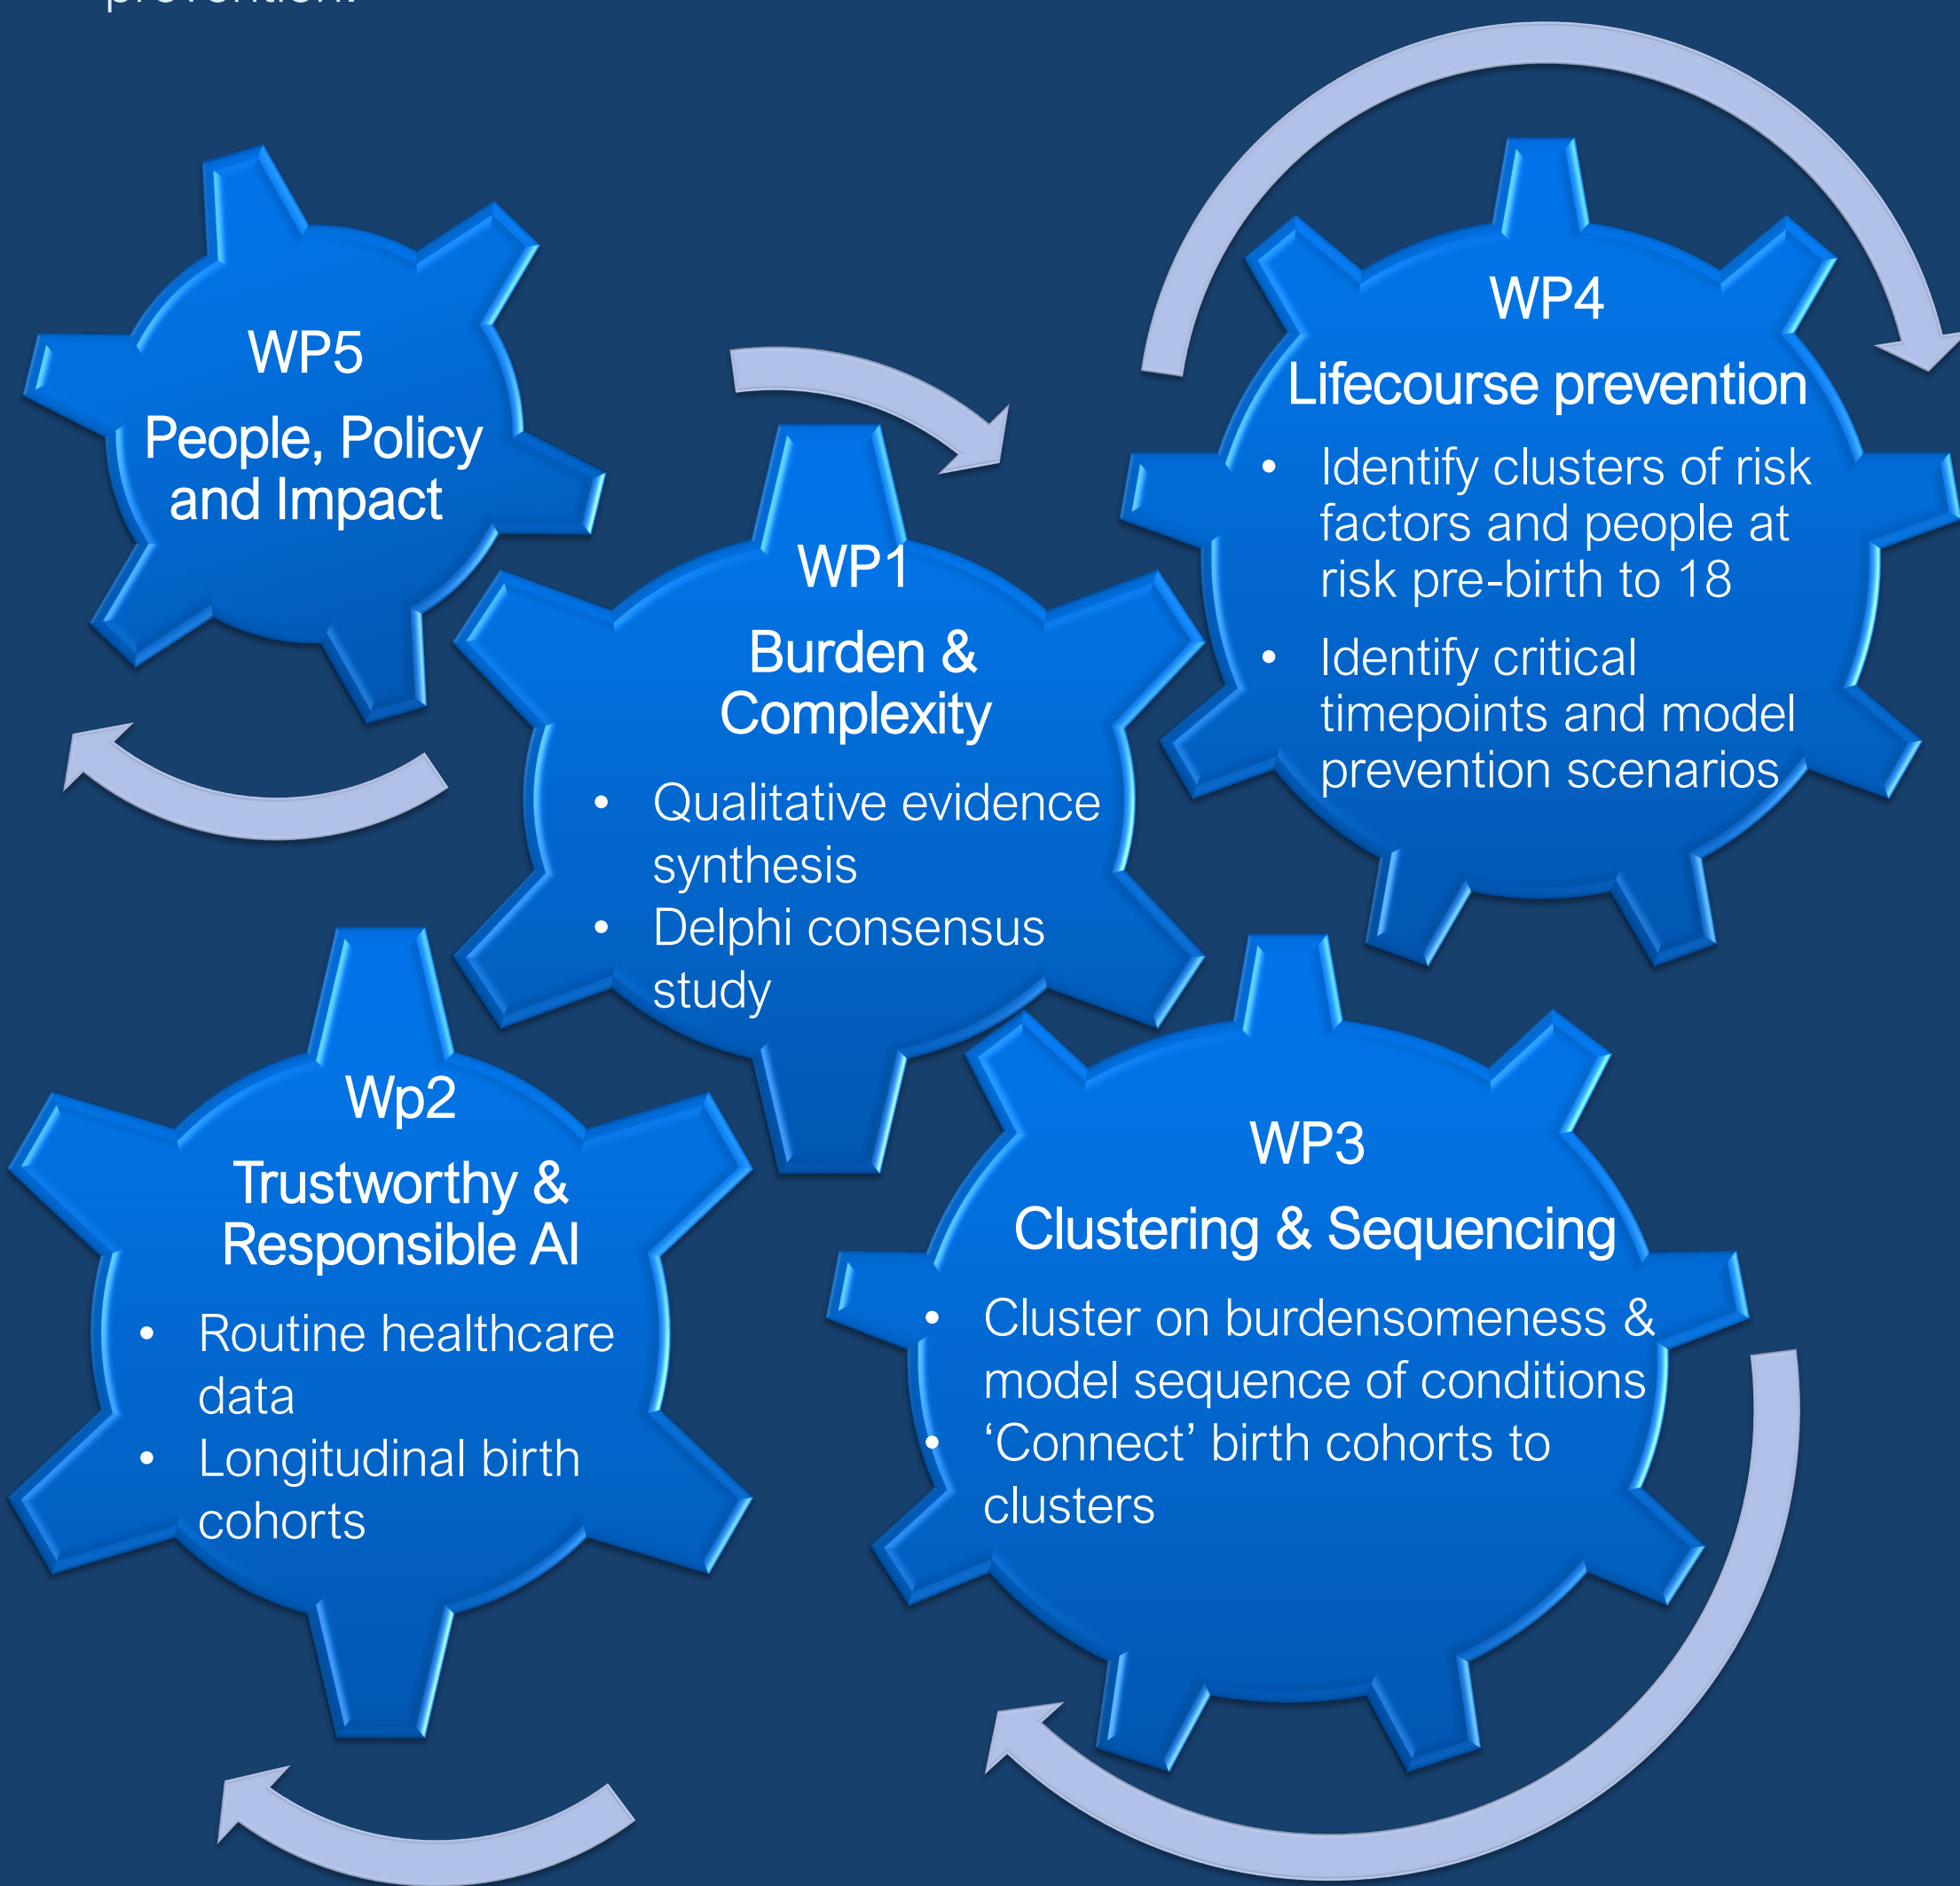 prevention.
WP5
People, Policy
and Impact
WP4
Lifecourse prevention
• Identify clusters of risk
factors and people at
risk pre-birth to 18
• Identify critical
timepoints and model
prevention scenarios
WP1
Burden &
Complexity
• Qualitative evidence
synthesis
• Delphi consensus
study
Wp2
Trustworthy &
Responsible AI
• Routine healthcare
data
• Longitudinal birth
cohorts
WP3
Clustering & Sequencing
• Cluster on burdensomeness &
model sequence of conditions
• ‘Connect’ birth cohorts to
clusters